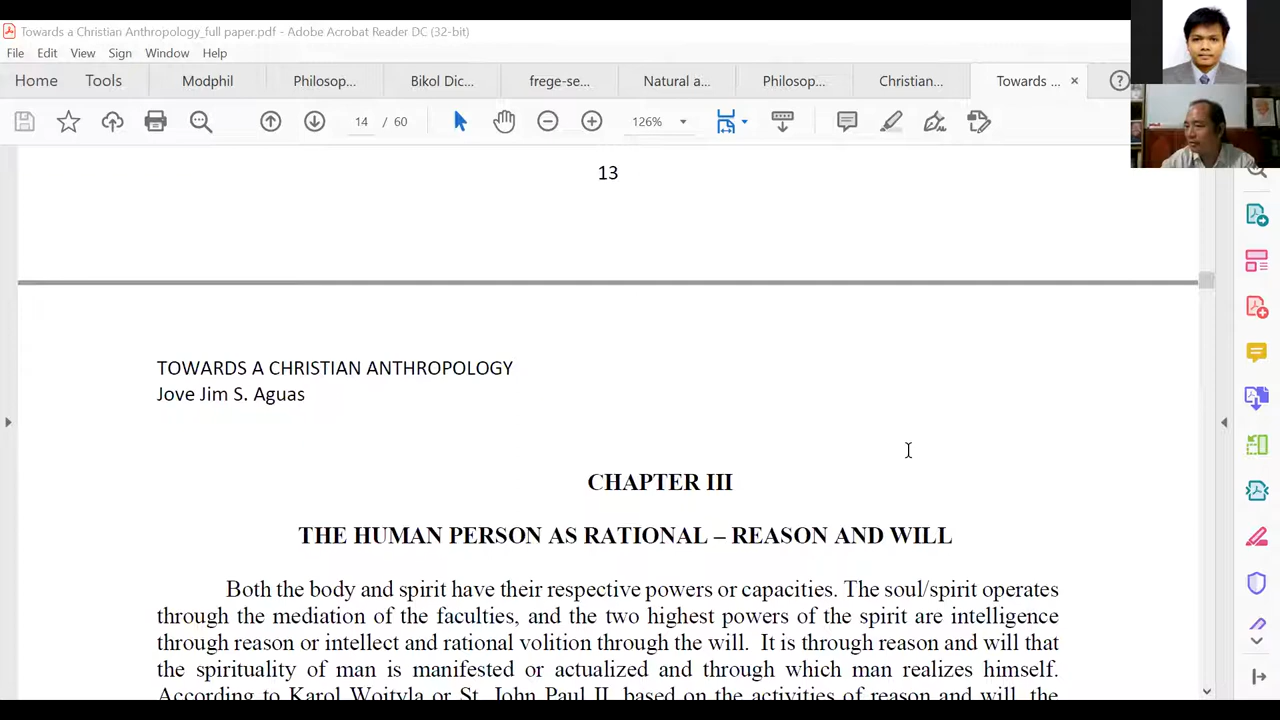 Towards a Christian Anthropology_full paper.pdf - Adobe Acrobat Reader DC (32-bit)
File Edit View Sign Window Help
Home Tools Modphil Philosop... Bikol Dic... frege-se... Natural a... Philosop... Christian... Towards ... ×
14 / 60 126%
13
TOWARDS A CHRISTIAN ANTHROPOLOGY
Jove Jim S. Aguas
CHAPTER III
THE HUMAN PERSON AS RATIONAL – REASON AND WILL
Both the body and spirit have their respective powers or capacities. The soul/spirit operates
through the mediation of the faculties, and the two highest powers of the spirit are intelligence
through reason or intellect and rational volition through the will. It is through reason and will that
the spirituality of man is manifested or actualized and through which man realizes himself.
According to Karol Wojtyla or St. John Paul II, based on the activities of reason and will, the